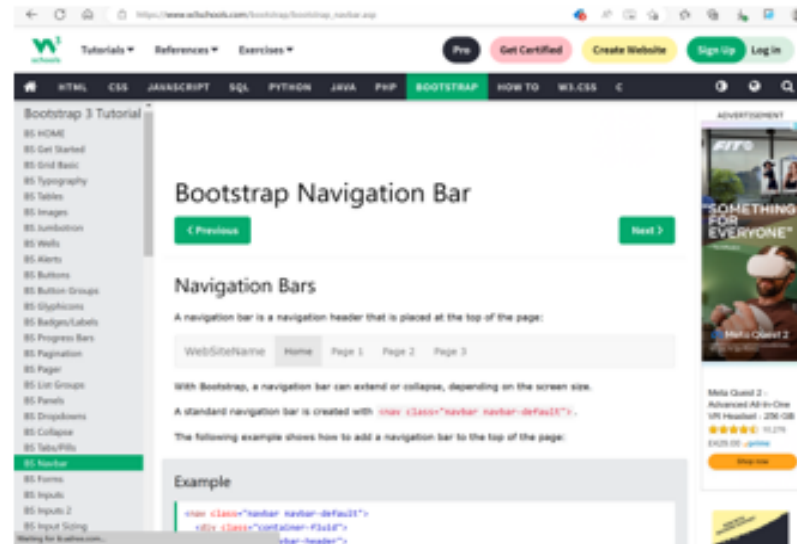 https://www.w3schools.com/bootstrap/bootstrap_navbar.asp
W3 schools
Tutorials
References
Exercises
Pro
Get Certified
Create Website
Sign Up
Log in
HTML
CSS
JAVASCRIPT
SQL
PYTHON
JAVA
PHP
BOOTSTRAP
HOW TO
W3.CSS
C
Bootstrap 3 Tutorial
BS HOME
BS Get Started
BS Grid Basic
BS Typography
BS Tables
BS Images
BS Jumbotron
BS Wells
BS Alerts
BS Buttons
BS Button Groups
BS Glyphicons
BS Badges/Labels
BS Progress Bars
BS Pagination
BS Pager
BS List Groups
BS Panels
BS Dropdowns
BS Collapse
BS Tabs/Pills
BS Navbar
BS Forms
BS Inputs
BS Inputs 2
BS Input Sizing
Bootstrap Navigation Bar
❮ Previous
Next ❯
Navigation Bars
A navigation bar is a navigation header that is placed at the top of the page:
WebSiteName Home Page 1 Page 2 Page 3
With Bootstrap, a navigation bar can extend or collapse, depending on the screen size.
A standard navigation bar is created with <nav class="navbar navbar-default">.
The following example shows how to add a navigation bar to the top of the page:
Example
<nav class="navbar navbar-default">
<div class="container-fluid">
bar-header">
ADVERTISEMENT
"SOMETHING
FOR
EVERYONE"
Meta Quest 2
Meta Quest 2 -
Advanced All-In-One
VR Headset - 256 GB
prime
Shop now